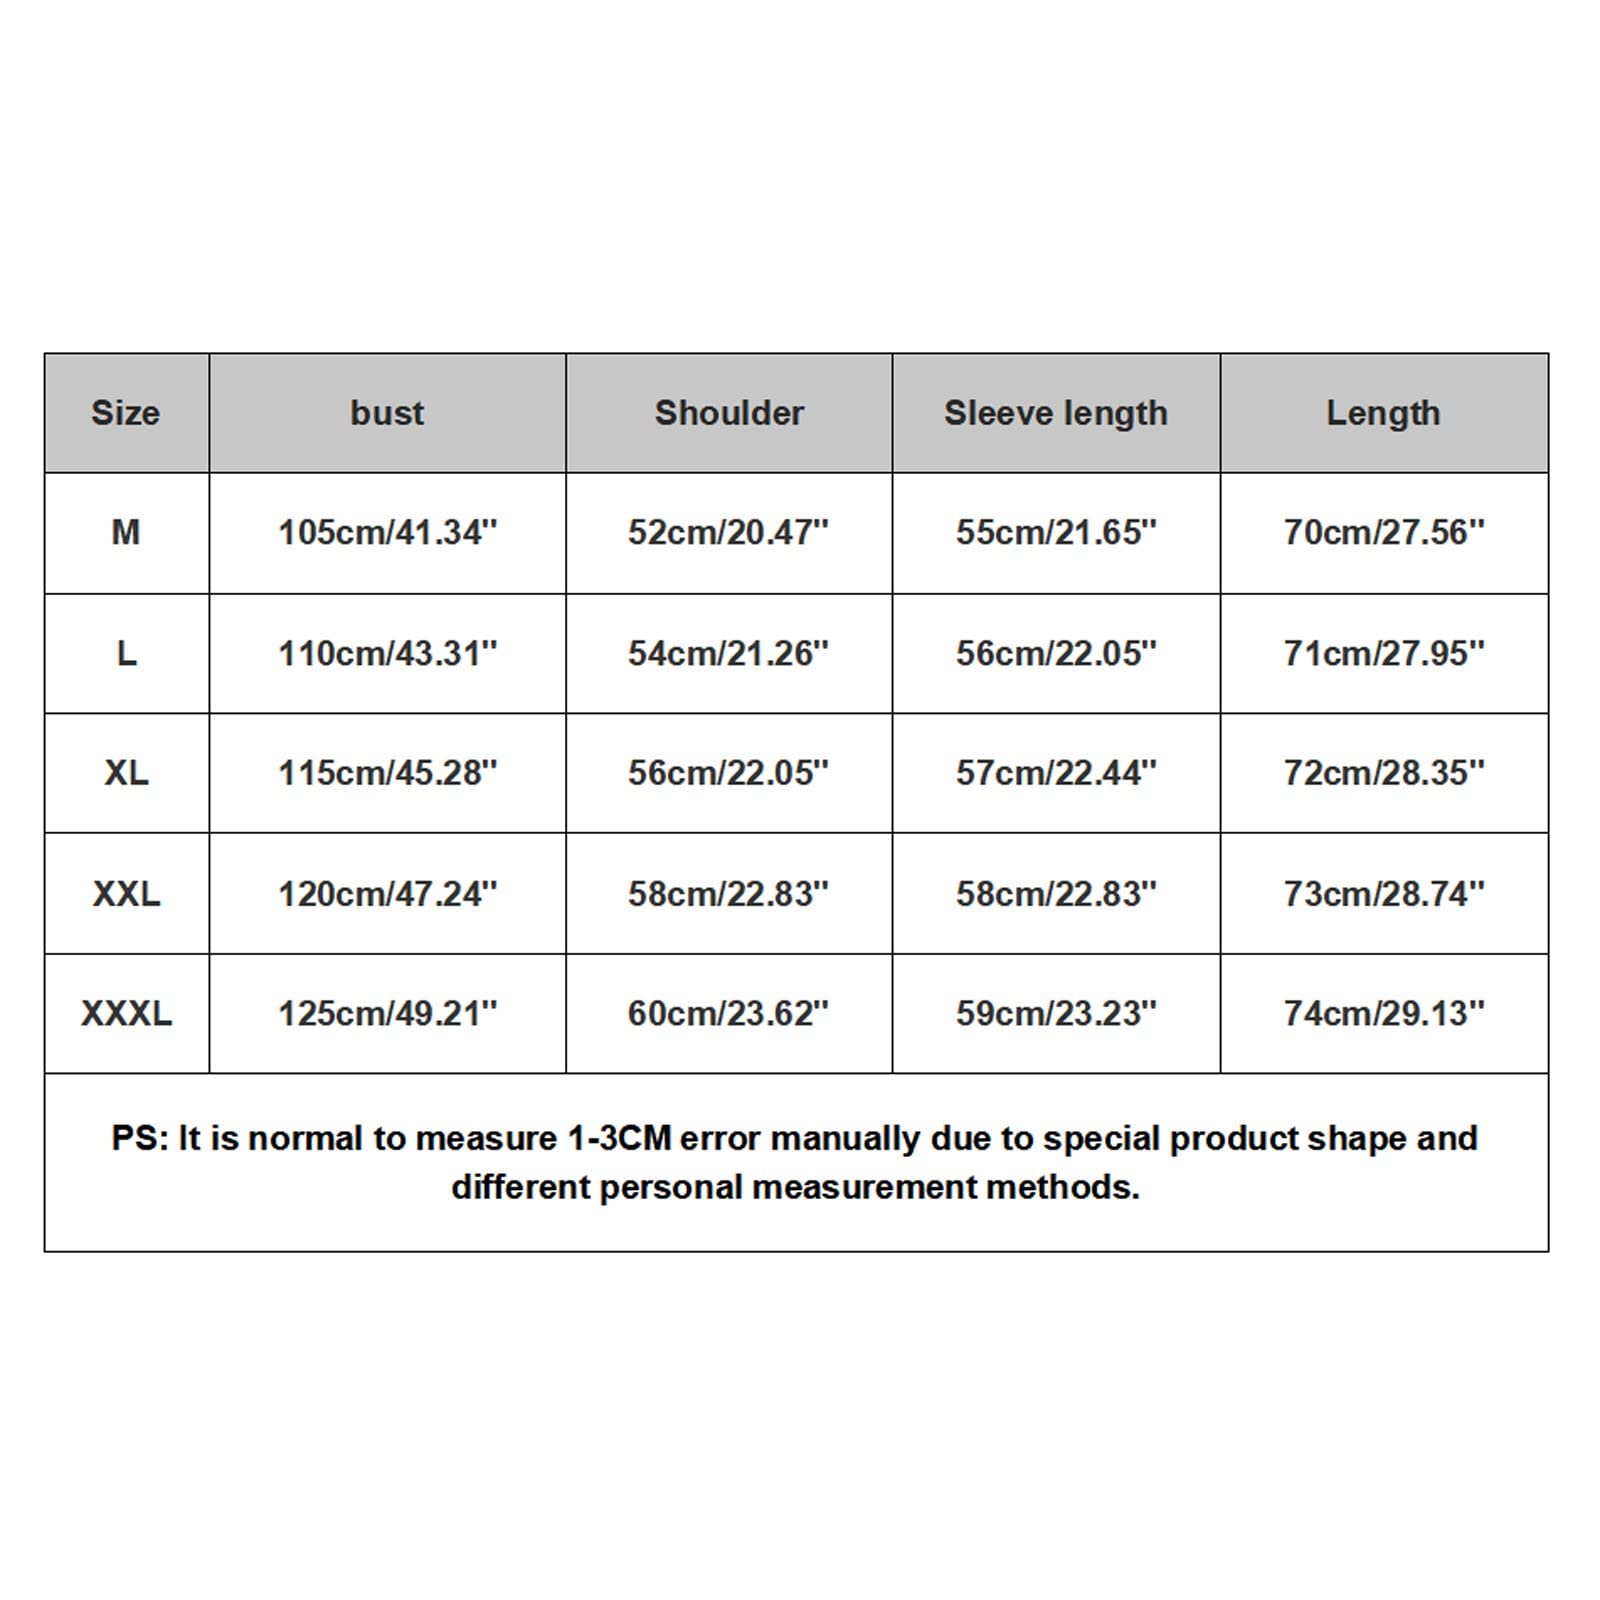 Size bust Shoulder Sleeve length Length
M 105cm/41.34" 52cm/20.47" 55cm/21.65" 70cm/27.56"
L 110cm/43.31" 54cm/21.26" 56cm/22.05" 71cm/27.95"
XL 115cm/45.28" 56cm/22.05" 57cm/22.44" 72cm/28.35"
XXL 120cm/47.24" 58cm/22.83" 58cm/22.83" 73cm/28.74"
XXXL 125cm/49.21" 60cm/23.62" 59cm/23.23" 74cm/29.13"
PS: It is normal to measure 1-3CM error manually due to special product shape and
different personal measurement methods.